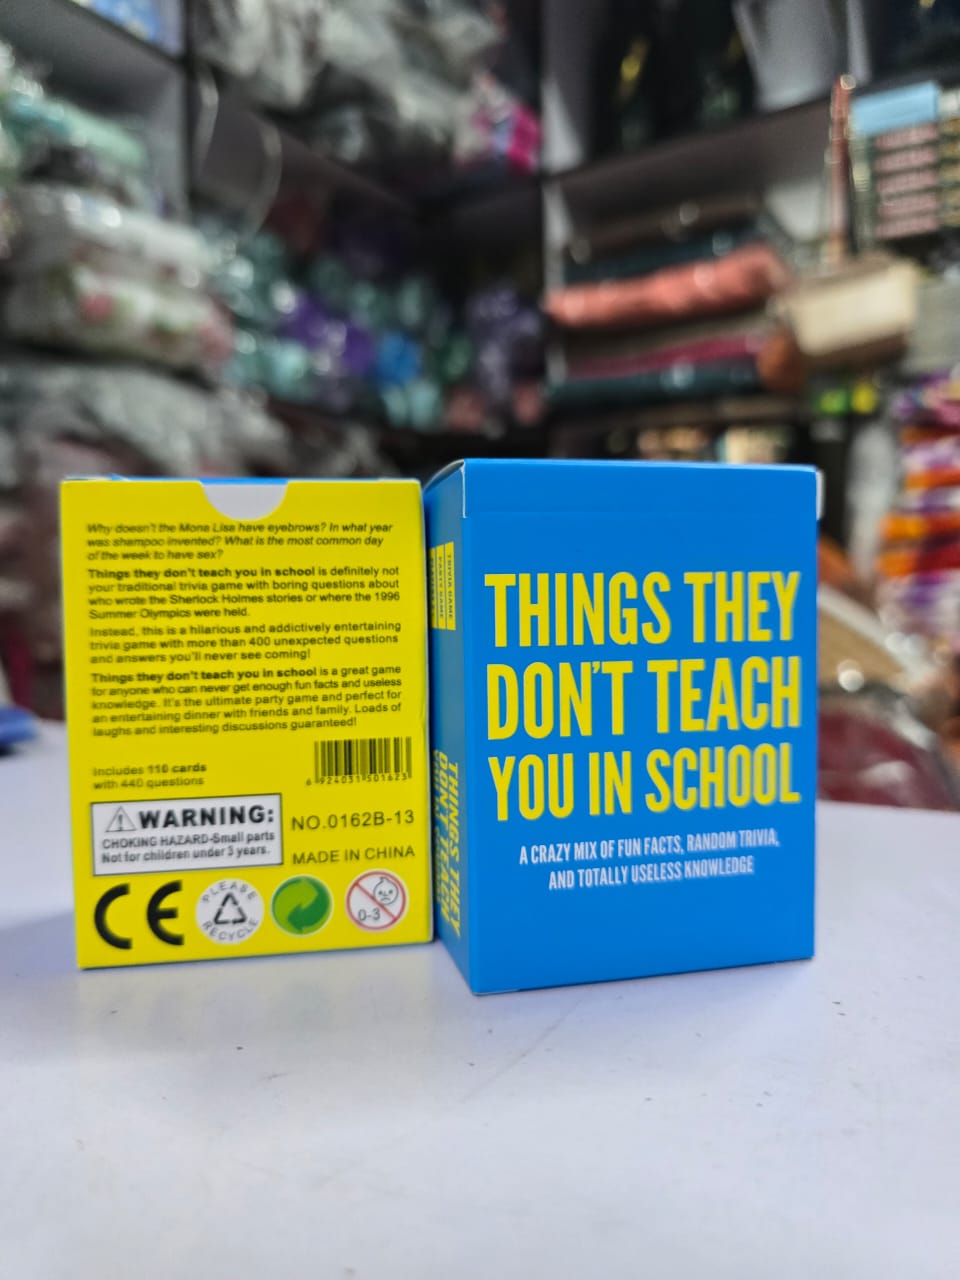 Why doesn't the Mona Lisa have eyebrows? In what year
was shampoo invented? What is the most common day
of the week to have sex?
Things they don't teach you in school is definitely not
your traditional trivia game with boring questions about
who wrote the Sherlock Holmes stories or where the 1996
Summer Olympics were held.
Instead, this is a hilarious and addictively entertaining
trivia game with more than 400 unexpected questions
and answers you'll never see coming!
Things they don't teach you in school is a great game
for anyone who can never get enough fun facts and useless
knowledge. It's the ultimate party game and perfect for
an entertaining dinner with friends and family. Loads of
laughs and interesting discussions guaranteed!
Includes 110 cards
with 440 questions
6 924031 501623
WARNING:
CHOKING HAZARD-Small parts
Not for children under 3 years.
NO.0162B-13
MADE IN CHINA
CE
PLEASE
RECYCLE
0-3
TRIVIA GAME
PARTY GAME
THINGS THEY
DON'T TEACH
THINGS THEY
DON'T TEACH
YOU IN SCHOOL
A CRAZY MIX OF FUN FACTS, RANDOM TRIVIA,
AND TOTALLY USELESS KNOWLEDGE